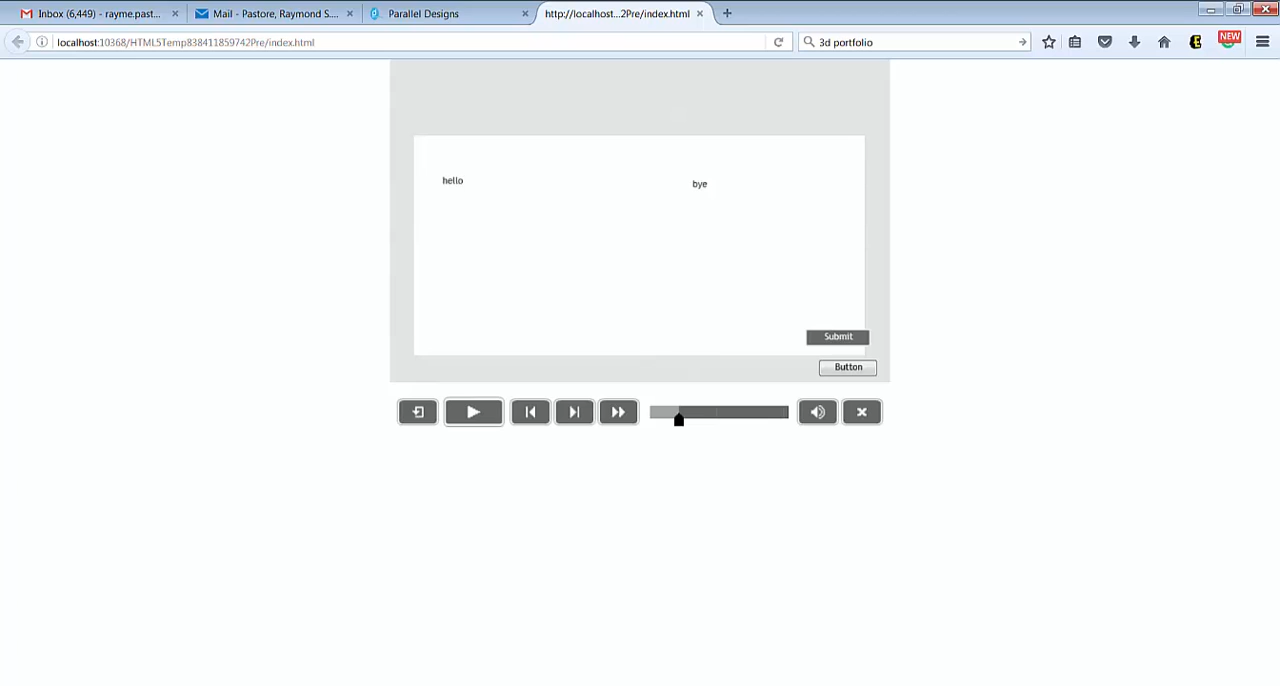 Inbox (6,449) - rayme.past...
Mail - Pastore, Raymond S....
Parallel Designs
http://localhost...2Pre/index.html
localhost:10368/HTML5Temp838411859742Pre/index.html
3d portfolio
NEW
hello
bye
Submit
Button